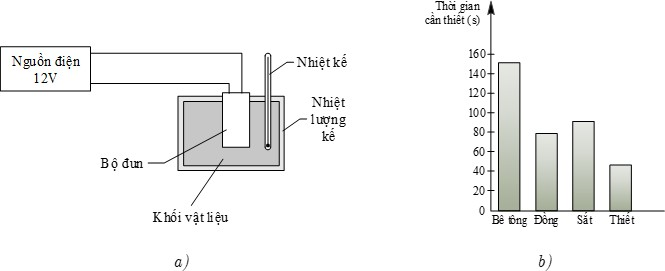 Nguồn điện
12V
Nhiệt kế
Nhiệt
lượng
kế
Bộ đun
Khối vật liệu
a)
Thời gian
cần thiết (s)
160
140
120
100
80
60
40
20
0
Bê tông Đồng Sắt Thiết
b)